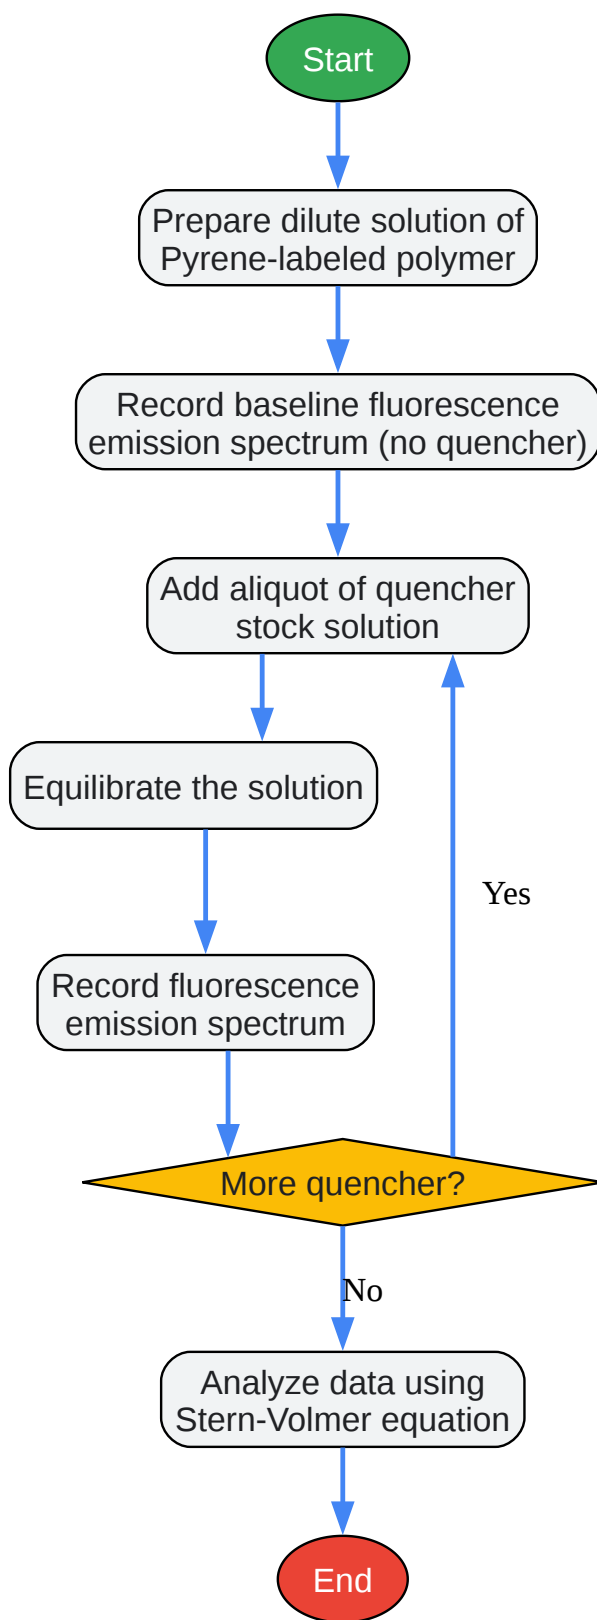 Start
Prepare dilute solution of
Pyrene-labeled polymer
Record baseline fluorescence
emission spectrum (no quencher)
Add aliquot of quencher
stock solution
Equilibrate the solution
Yes
Record fluorescence
emission spectrum
More quencher?
No
Analyze data using
Stern-Volmer equation
End